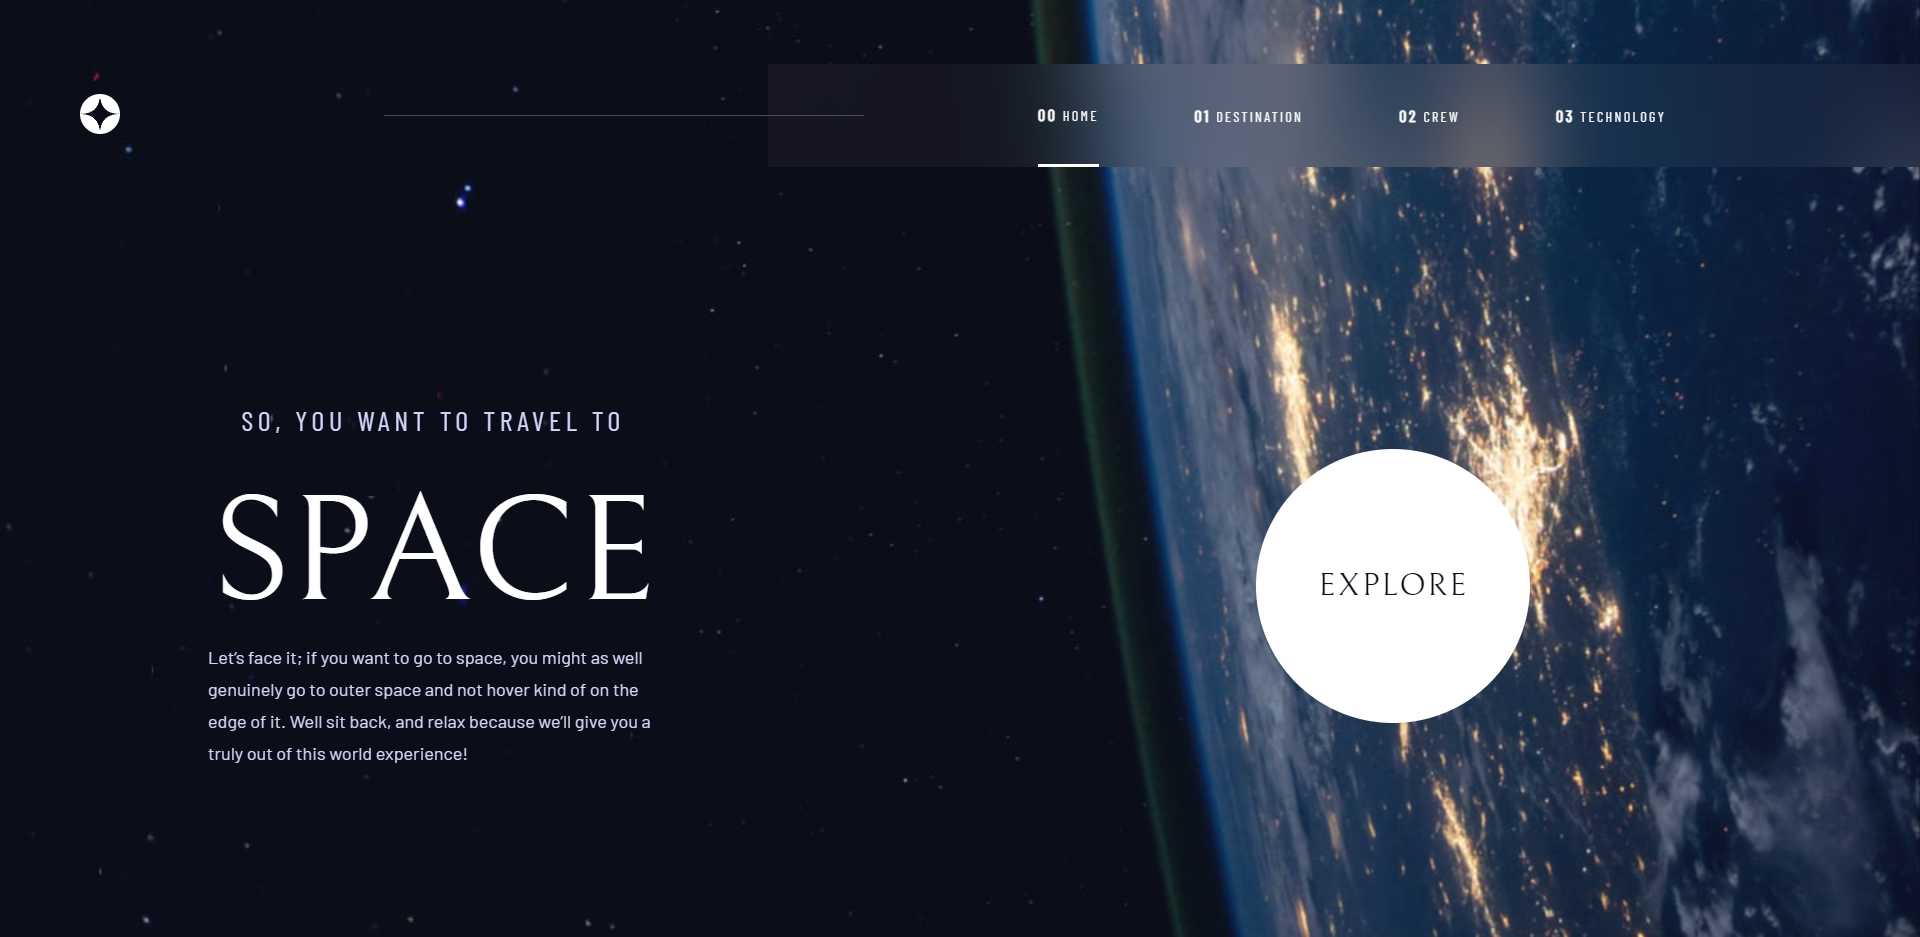 00 HOME
01 DESTINATION
02 CREW
03 TECHNOLOGY
SO, YOU WANT TO TRAVEL TO
SPACE
Let’s face it; if you want to go to space, you might as well
genuinely go to outer space and not hover kind of on the
edge of it. Well sit back, and relax because we’ll give you a
truly out of this world experience!
EXPLORE